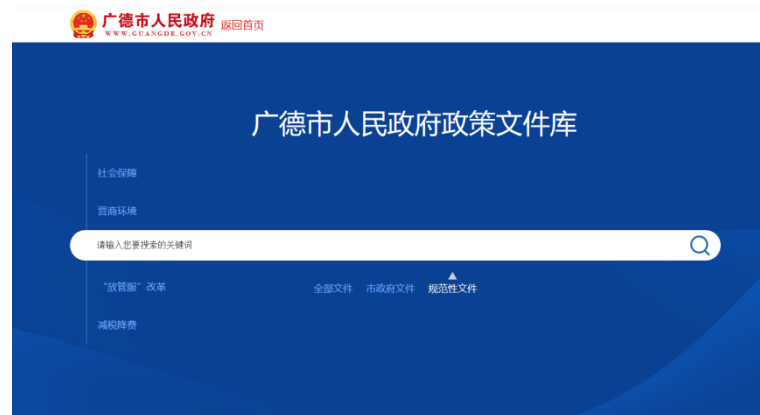 广德市人民政府 返回首页
WWW.GUANGDE.GOV.CN
广德市人民政府政策文件库
社会保障
营商环境
请输入您要搜索的关键词
“放管服”改革
全部文件 市政府文件 规范性文件
减税降费